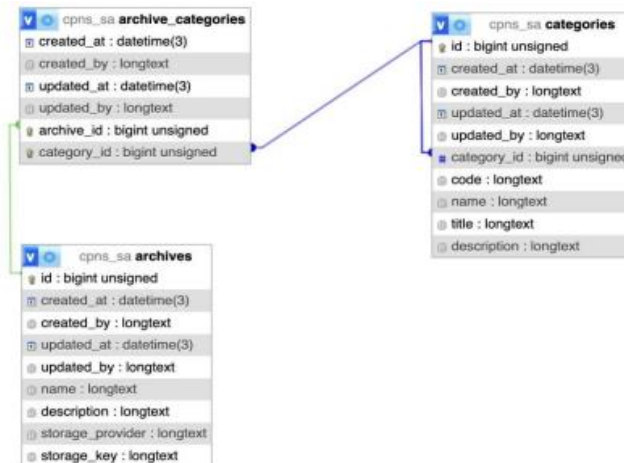 cpns_sa archive_categories
created_at : datetime(3)
created_by : longtext
updated_at : datetime(3)
updated_by : longtext
archive_id : bigint unsigned
category_id : bigint unsigned
cpns_sa categories
id : bigint unsigned
created_at : datetime(3)
created_by : longtext
updated_at : datetime(3)
updated_by : longtext
category_id : bigint unsigned
code : longtext
name : longtext
title : longtext
description : longtext
cpns_sa archives
id : bigint unsigned
created_at : datetime(3)
created_by : longtext
updated_at : datetime(3)
updated_by : longtext
name : longtext
description : longtext
storage_provider : longtext
storage_key : longtext